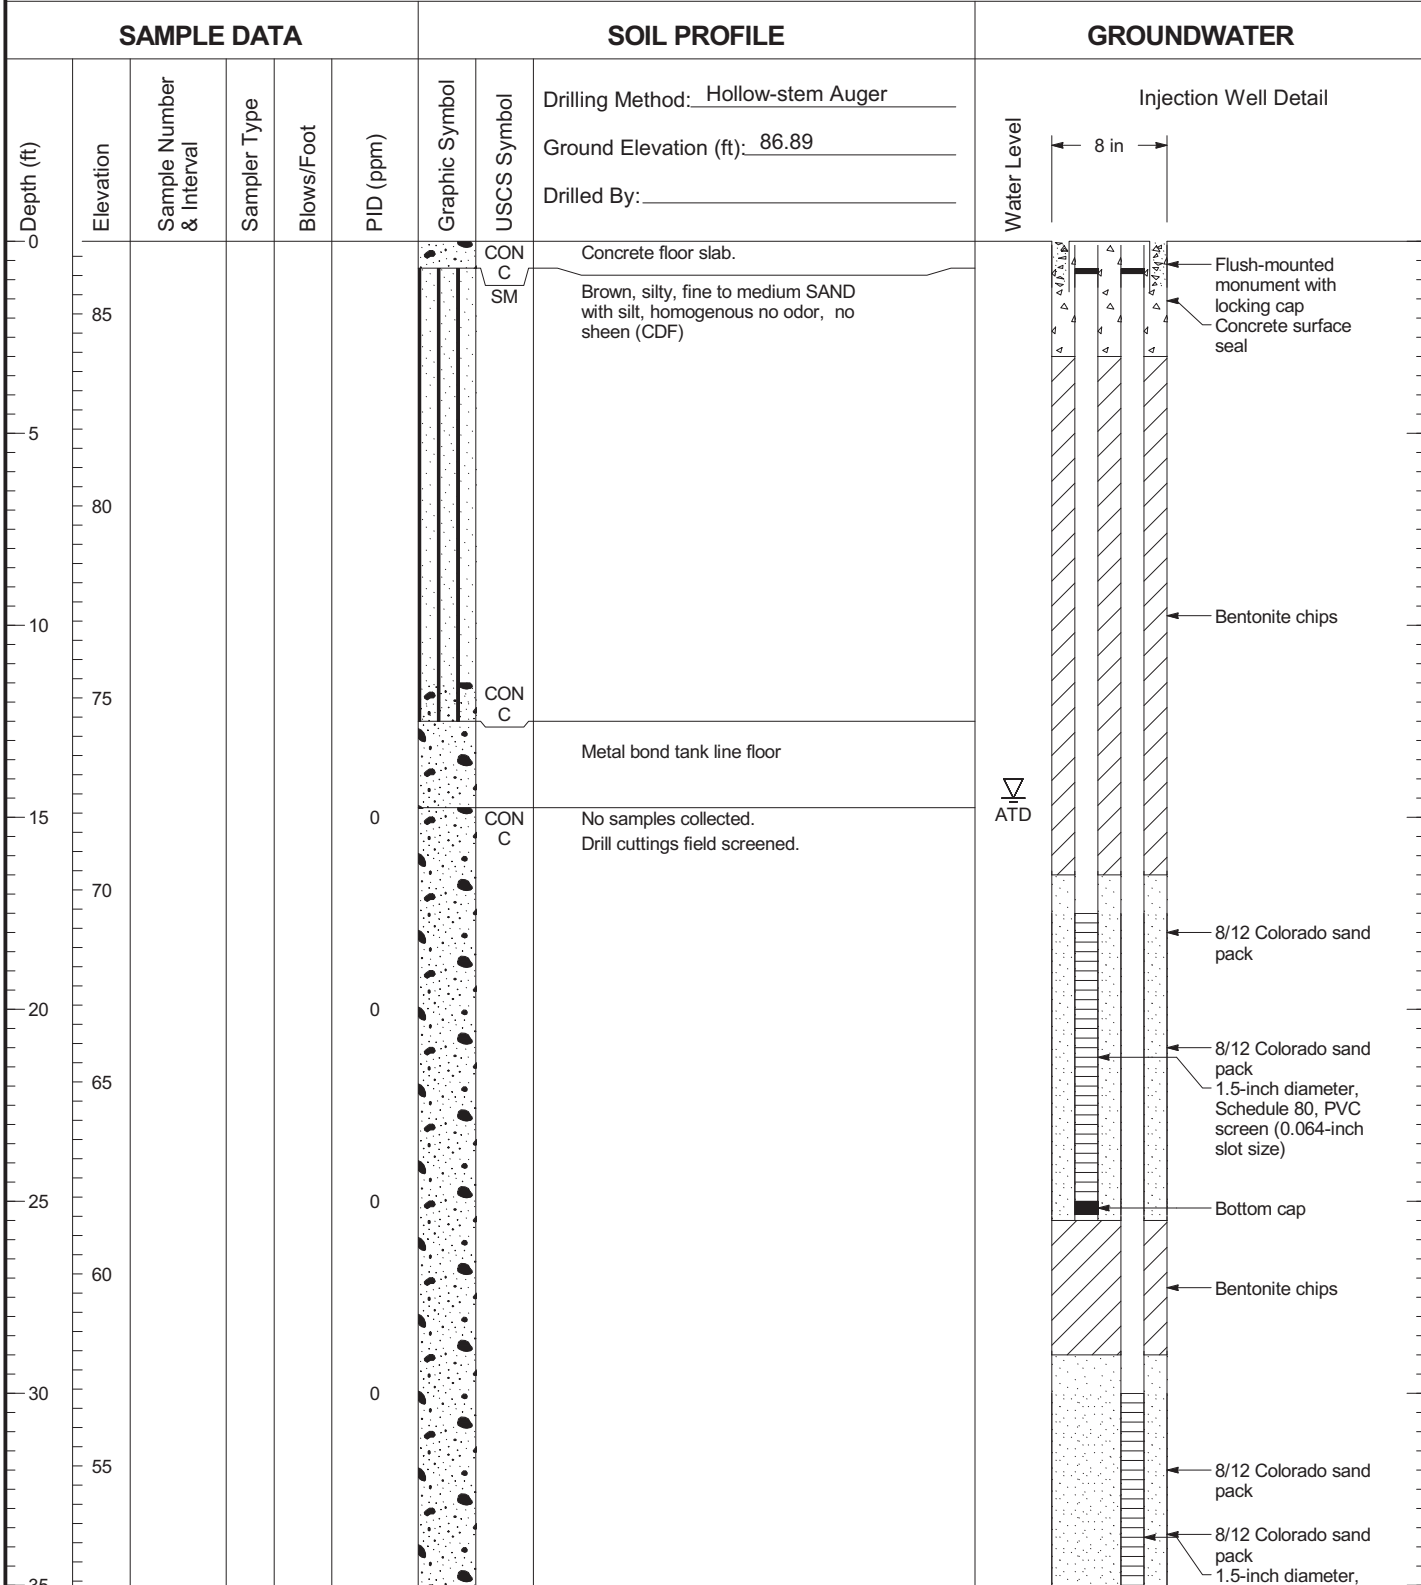 SAMPLE DATA
SOIL PROFILE
GROUNDWATER
Depth (ft)
Elevation
Sample Number
& Interval
Sampler Type
Blows/Foot
PID (ppm)
Graphic Symbol
USCS Symbol
Drilling Method: Hollow-stem Auger
Ground Elevation (ft): 86.89
Drilled By:
Water Level
Injection Well Detail
8 in
0
CON
C
Concrete floor slab.
SM
Brown, silty, fine to medium SAND
with silt, homogenous no odor, no
sheen (CDF)
Flush-mounted
monument with
locking cap
Concrete surface
seal
85
5
80
10
Bentonite chips
75
CON
C
Metal bond tank line floor
ATD
15
0
CON
C
No samples collected.
Drill cuttings field screened.
70
8/12 Colorado sand
pack
20
0
8/12 Colorado sand
pack
65
1.5-inch diameter,
Schedule 80, PVC
screen (0.064-inch
slot size)
25
0
Bottom cap
60
Bentonite chips
30
0
55
8/12 Colorado sand
pack
8/12 Colorado sand
pack
1.5-inch diameter,
35